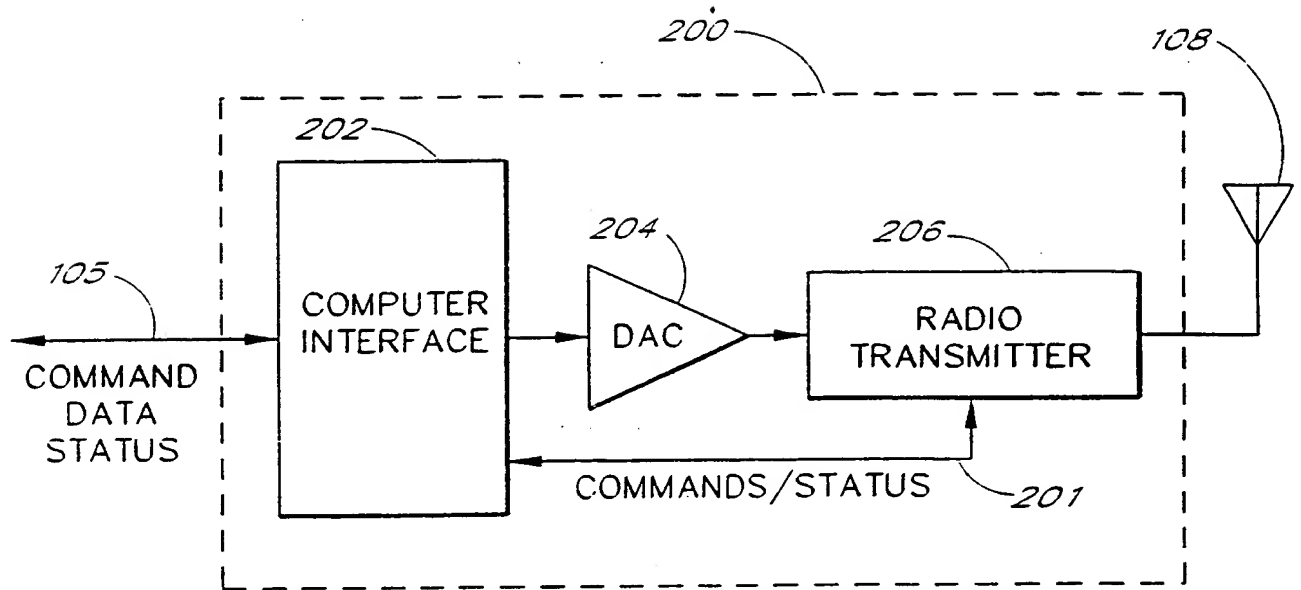 200
108
202
204
206
105
COMPUTER
INTERFACE
DAC
RADIO
TRANSMITTER
COMMAND
DATA
STATUS
COMMANDS/STATUS
201